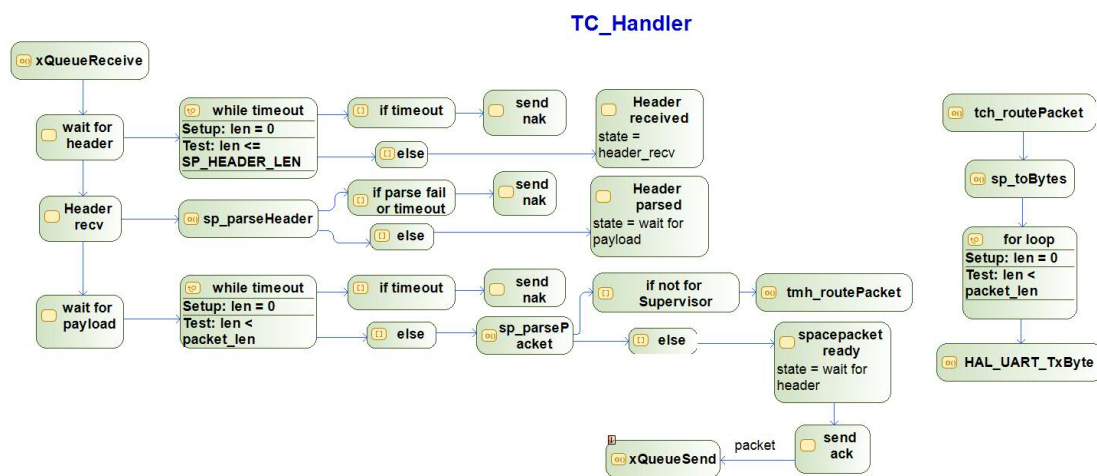 TC_Handler
xQueueReceive
wait for
header
while timeout
Setup: len = 0
Test: len <=
SP_HEADER_LEN
if timeout
send
nak
else
Header
received
state =
header_recv
Header
recv
sp_parseHeader
if parse fail
or timeout
send
nak
else
Header
parsed
state = wait for
payload
wait for
payload
while timeout
Setup: len = 0
Test: len <
packet_len
if timeout
send
nak
else
sp_parseP
acket
if not for
Supervisor
tmh_routePacket
else
spacepacket
ready
state = wait for
header
send
ack
packet
xQueueSend
tch_routePacket
sp_toBytes
for loop
Setup: len = 0
Test: len <
packet_len
HAL_UART_TxByte